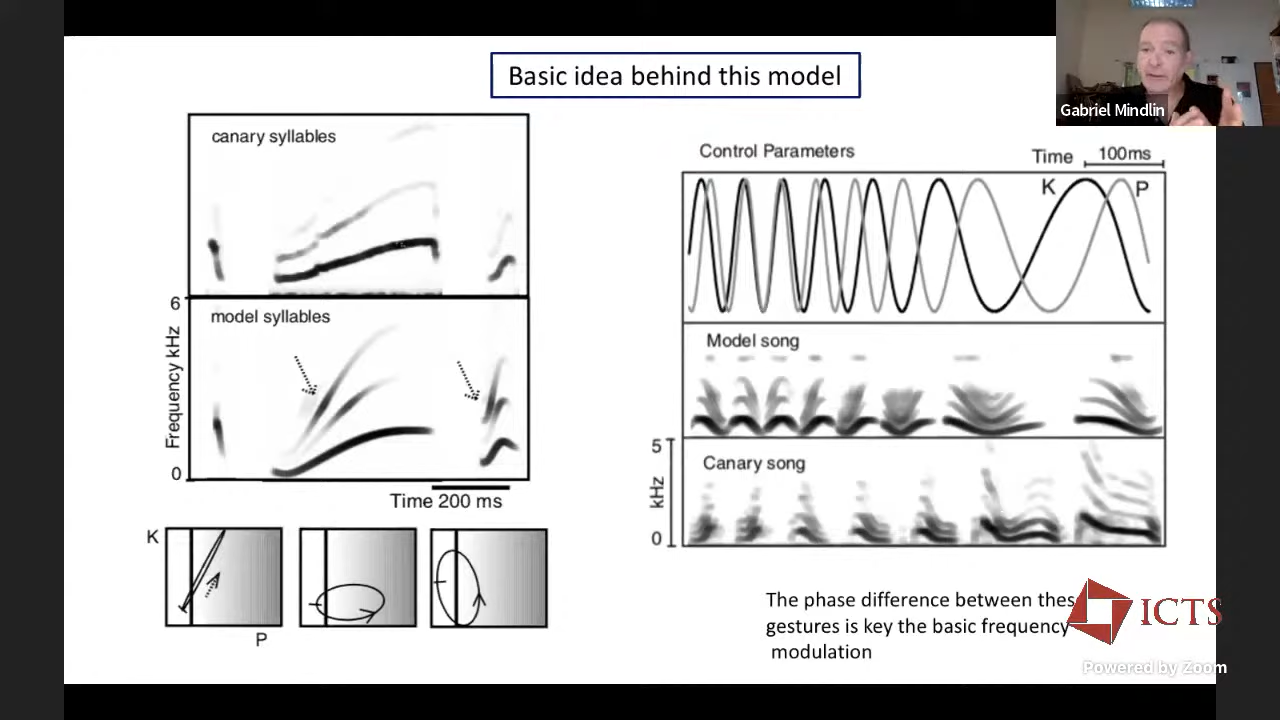 Basic idea behind this model
Gabriel Mindlin
canary syllables
6
model syllables
Frequency kHz
0
Time 200 ms
K
P
Control Parameters
Time
100ms
K
P
Model song
5
Canary song
kHz
0
The phase difference between thes
gestures is key the basic frequency
modulation
ICTS
Powered by Zoom